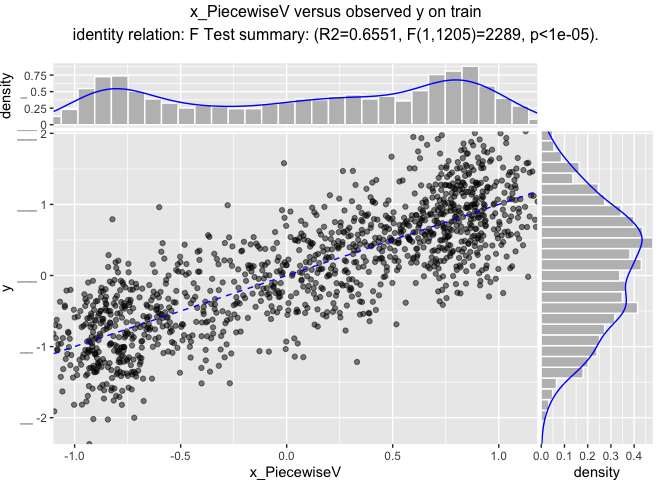 x_PiecewiseV versus observed y on train
identity relation: F Test summary: (R2=0.6551, F(1,1205)=2289, p<1e-05).
density
0.75
0.5
0.25
0
y
2
1
0
-1
-2
-1.0 -0.5 0.0 0.5 1.0
x_PiecewiseV
0.0 0.1 0.2 0.3 0.4
density